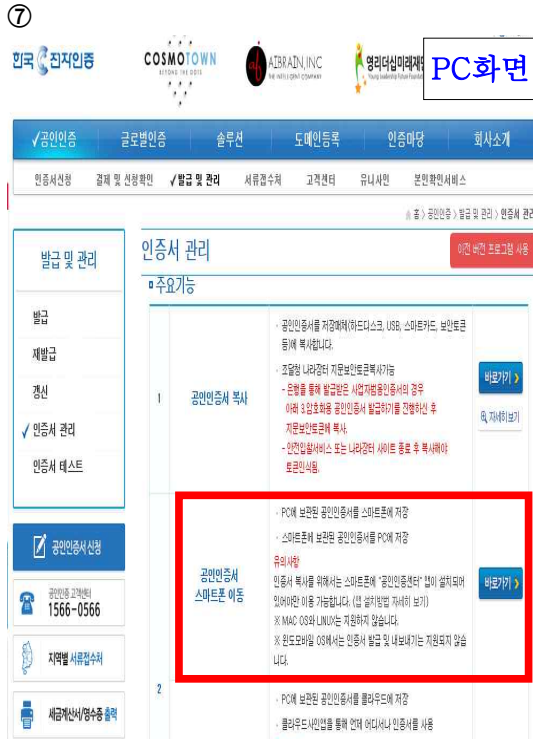 ⑦
한국전자인증
COSMOTOWN
BEYOND THE DOTS
AIBRAIN, INC
THE INTELLIGENT COMPANY
영리더십미래재
PC화면
✓공인인증 글로벌인증 솔루션 도메인등록 인증마당 회사소개
인증서신청 결제 및 신청확인 ✓발급 및 관리 서류접수처 고객센터 유니사인 본인확인서비스
홈 > 공인인증 > 발급 및 관리 > 인증서 관리
발급 및 관리
발급
재발급
갱신
✓ 인증서 관리
인증서 테스트
공인인증서 신청
공인인증 고객센터
1566-0566
지역별 서류접수처
세금계산서/영수증 출력
인증서 관리
이전 버전 프로그램 사용
주요기능
1
공인인증서 복사
· 공인인증서를 저장매체(하드디스크, USB, 스마트카드, 보안토큰
등)에 복사합니다.
· 조달청 나라장터 지문보안토큰복사가능
- 은행을 통해 발급받은 사업자범용인증서의 경우
아래 3.암호화용 공인인증서 발급하기를 진행하신 후
지문보안토큰에 복사.
- 안전입찰서비스 또는 나라장터 사이트 종료 후 복사해야
토큰인식됨.
바로가기 >
자세히보기
2
공인인증서
스마트폰 이동
· PC에 보관된 공인인증서를 스마트폰에 저장
· 스마트폰에 보관된 공인인증서를 PC에 저장
유의사항
인증서 복사를 위해서는 스마트폰에 "공인인증센터" 앱이 설치되어
있어야만 이용 가능합니다. (앱 설치방법 자세히 보기)
※ MAC OS와 LINUX는 지원하지 않습니다.
※ 윈도모바일 OS에서는 인증서 발급 및 내보내기는 지원되지 않습
니다.
바로가기 >
· PC에 보관된 공인인증서를 클라우드에 저장
· 클라우드사인앱을 통해 언제 어디서나 인증서를 사용